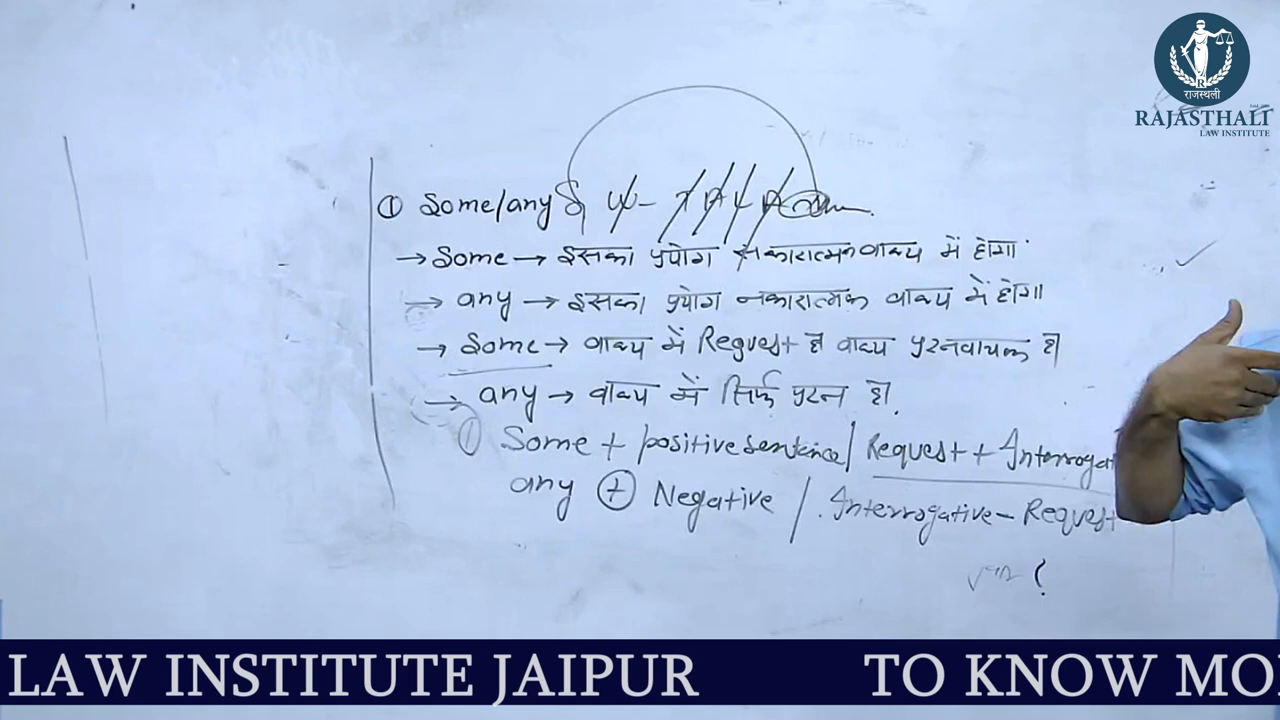 राजस्थली
RAJASTHALI
LAW INSTITUTE
① Some/any
→ Some → इसका प्रयोग सकारात्मक वाक्य में होगा
→ any → इसका प्रयोग नकारात्मक वाक्य में होगा
→ Some → वाक्य में Request हो वाक्य प्रश्नवाचक हो
→ any → वाक्य में सिर्फ प्रश्न हो.
① Some + positive sentence / Request + Interrogat
any + Negative / Interrogative - Request
?
LAW INSTITUTE JAIPUR TO KNOW MO